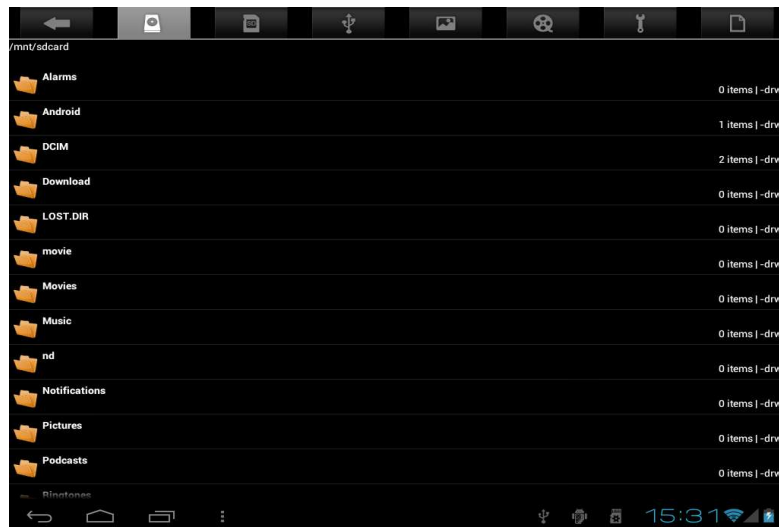 /mnt/sdcard
Alarms
0 items | -drw
Android
1 items | -drw
DCIM
2 items | -drw
Download
0 items | -drw
LOST.DIR
0 items | -drw
movie
0 items | -drw
Movies
0 items | -drw
Music
0 items | -drw
nd
0 items | -drw
Notifications
0 items | -drw
Pictures
0 items | -drw
Podcasts
0 items | -drw
Ringtones
15:31